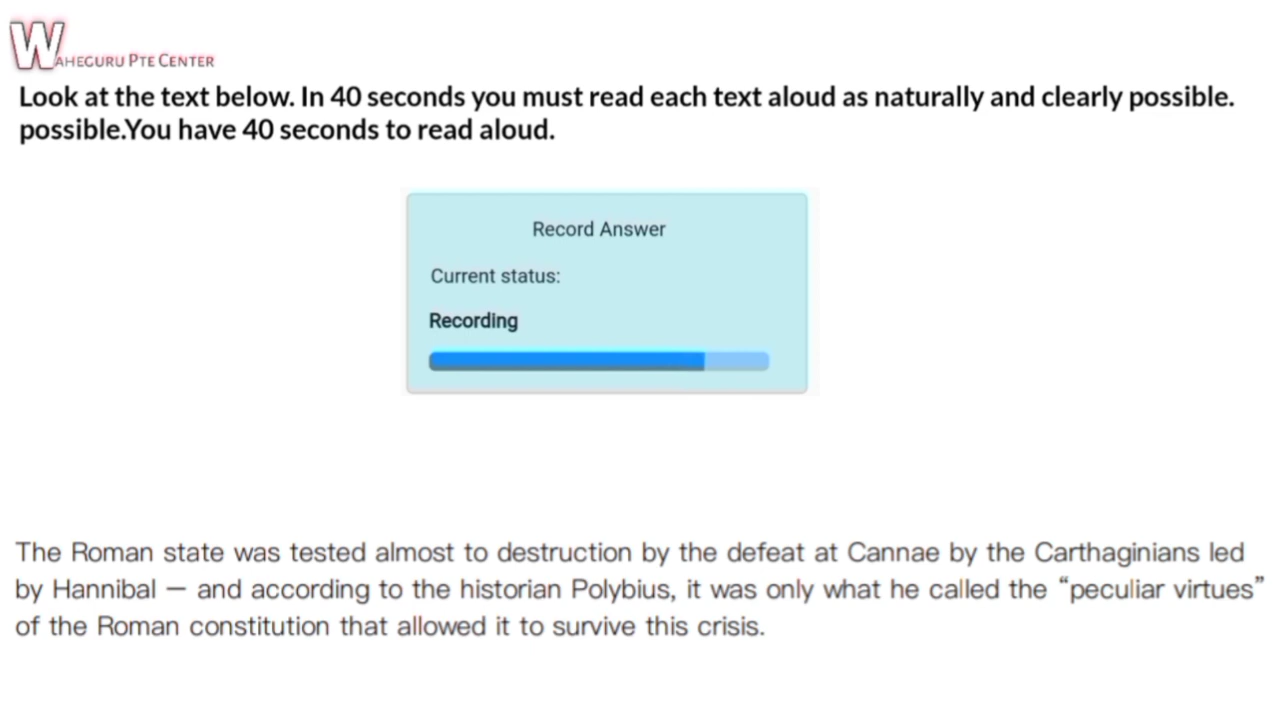 WAHEGURU PTE CENTER
Look at the text below. In 40 seconds you must read each text aloud as naturally and clearly possible.
possible.You have 40 seconds to read aloud.
Record Answer
Current status:
Recording
The Roman state was tested almost to destruction by the defeat at Cannae by the Carthaginians led
by Hannibal — and according to the historian Polybius, it was only what he called the “peculiar virtues”
of the Roman constitution that allowed it to survive this crisis.